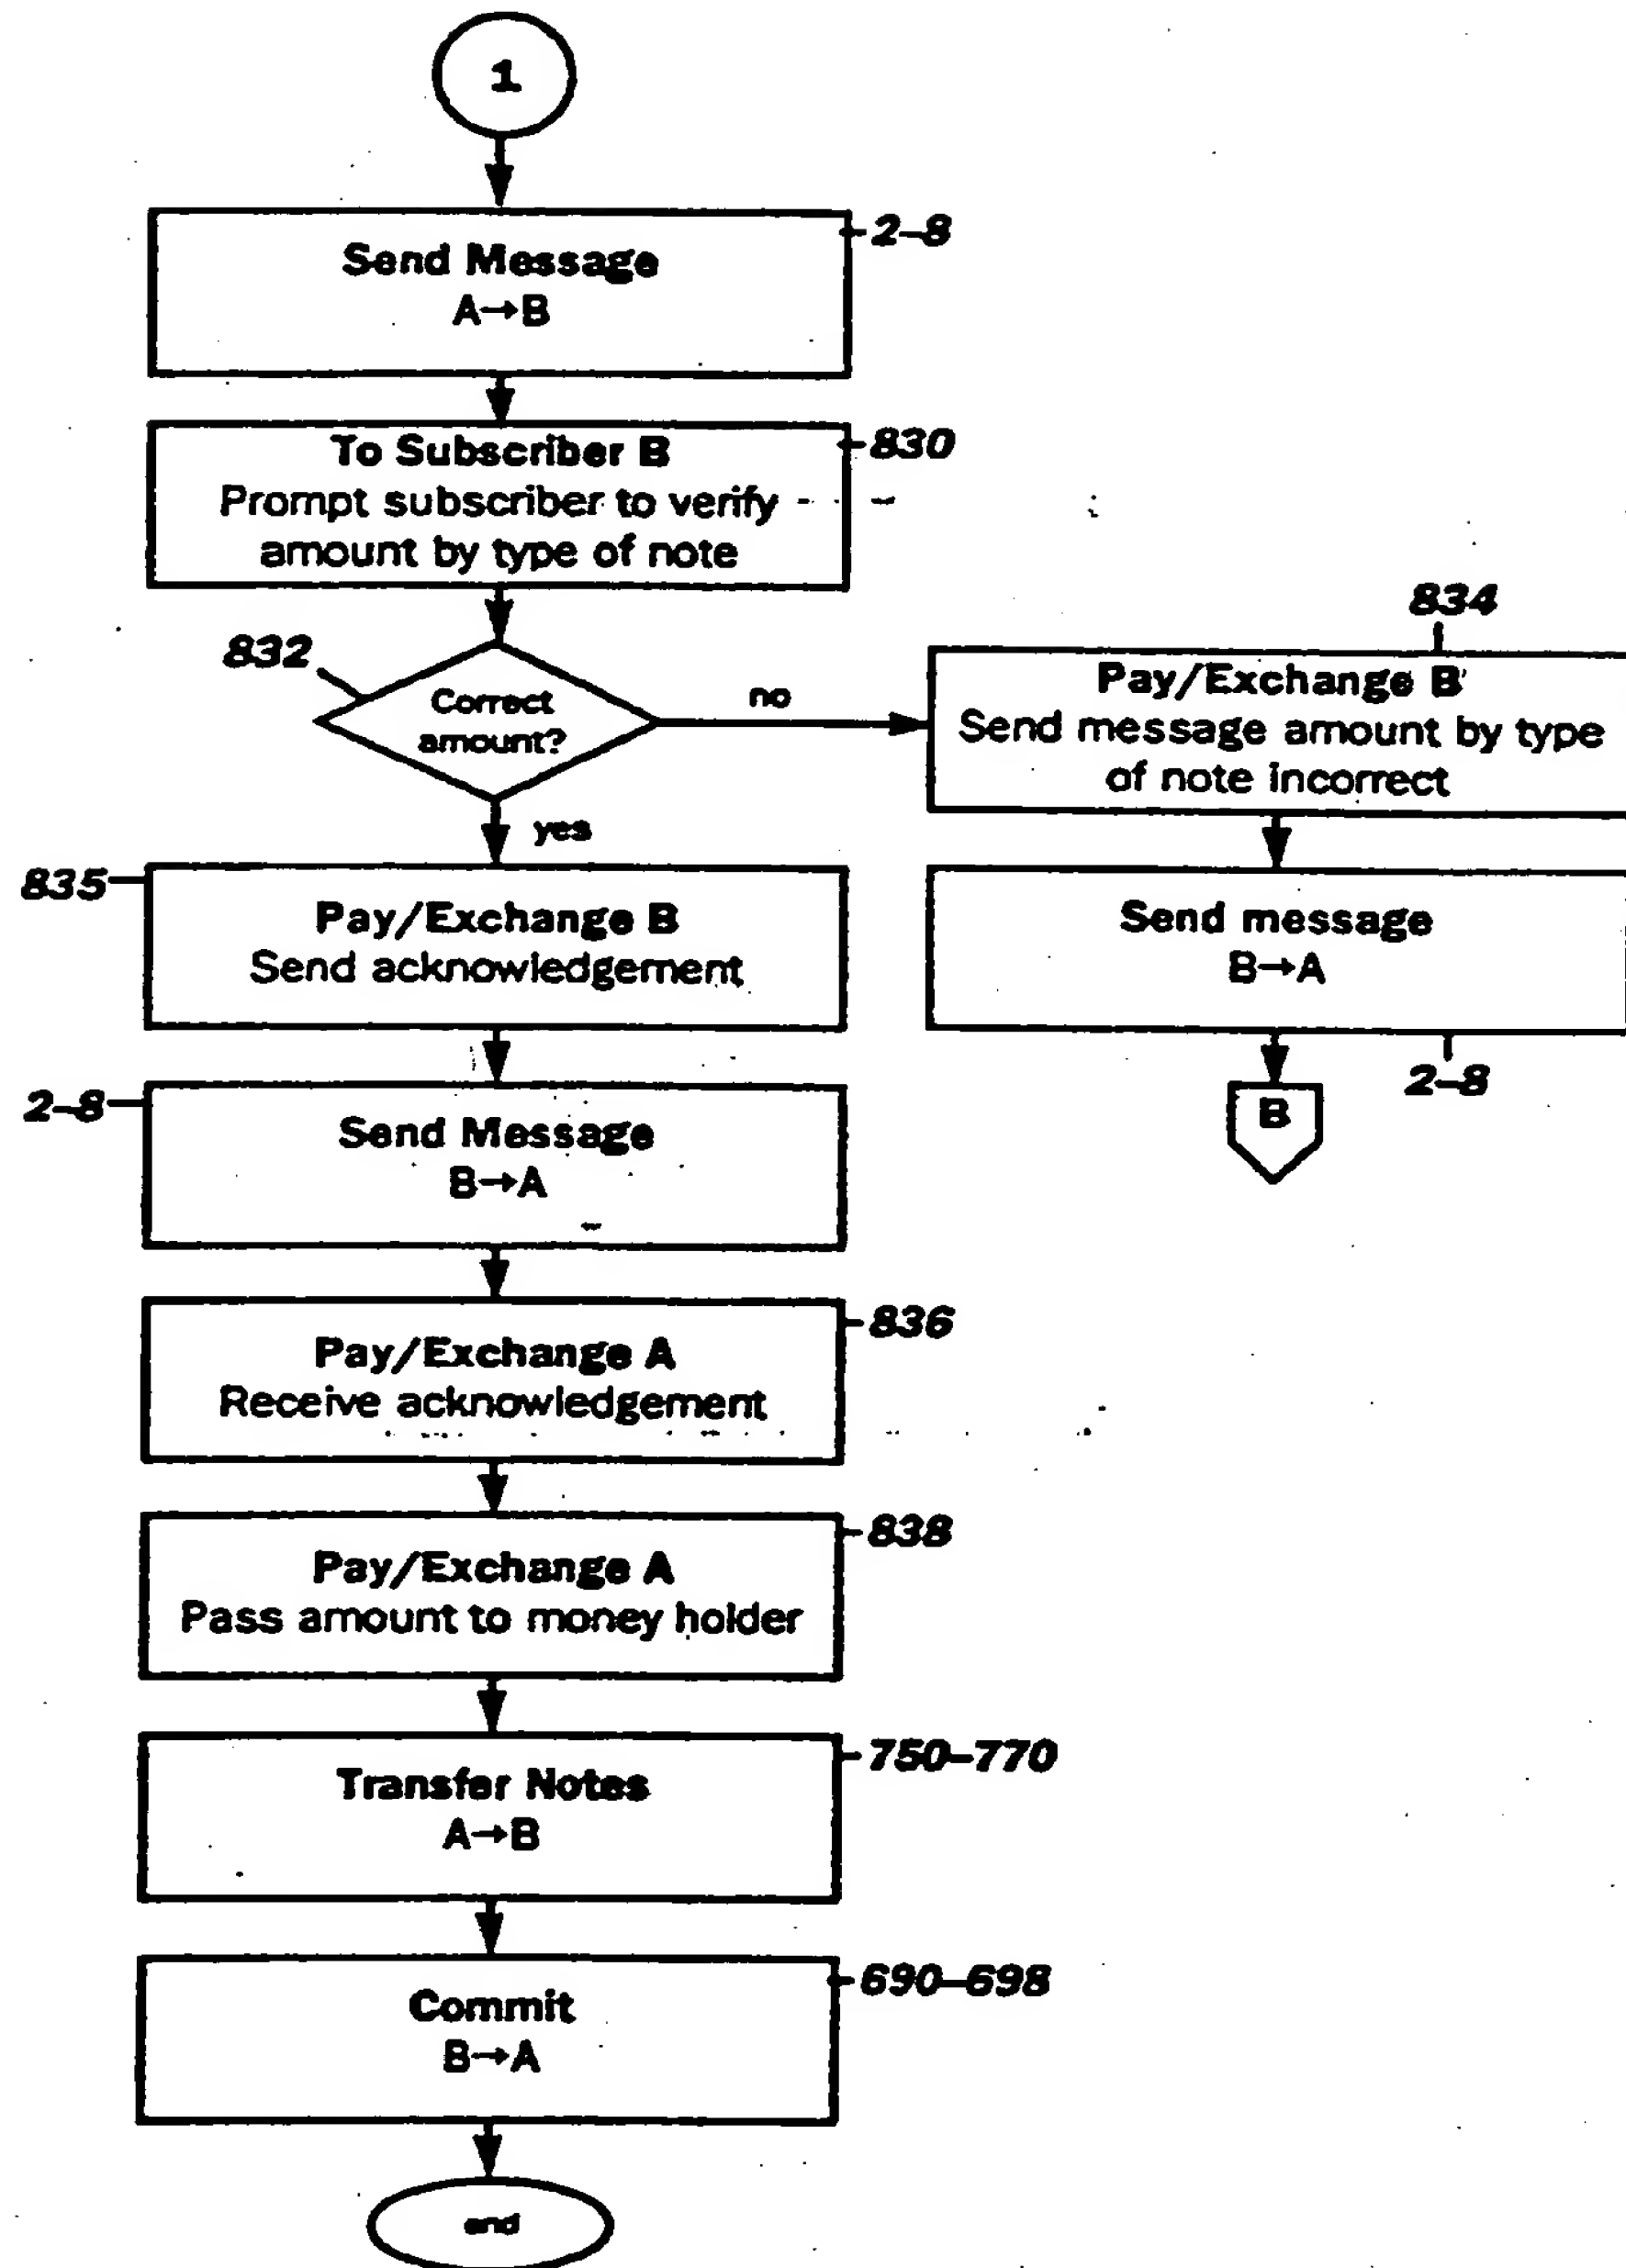 1
Send Message
A→B
2-8
To Subscriber B
Prompt subscriber to verify
amount by type of note
830
832
Correct
amount?
no
yes
834
Pay/Exchange B
Send message amount by type
of note incorrect
835
Pay/Exchange B
Send acknowledgement
Send message
B→A
2-8
B
2-8
Send Message
B→A
Pay/Exchange A
Receive acknowledgement
836
Pay/Exchange A
Pass amount to money holder
838
Transfer Notes
A→B
750-770
Commit
B→A
690-698
end